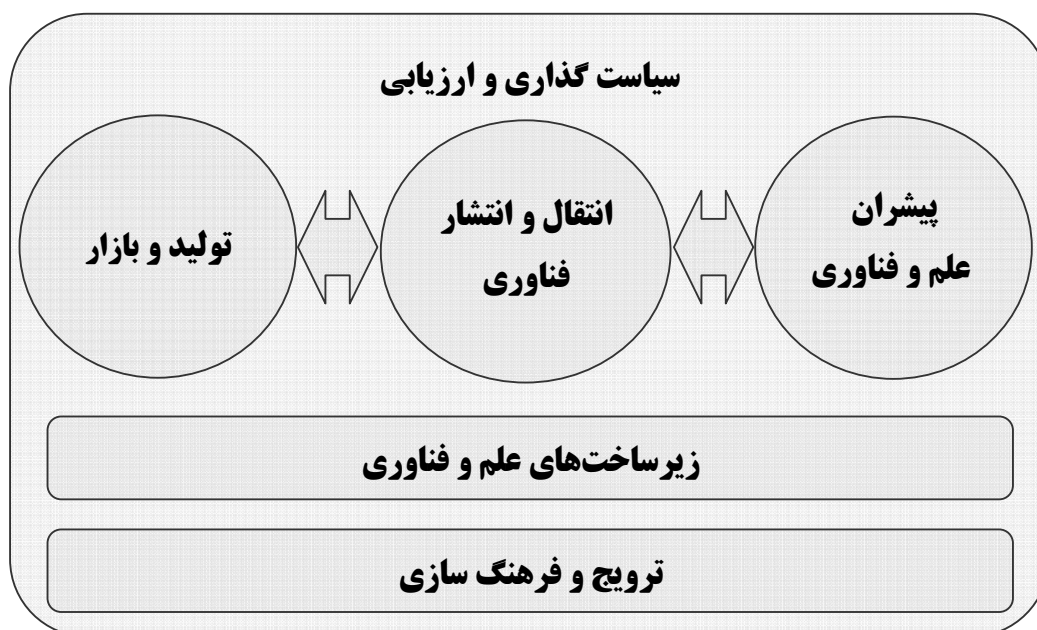 سیاست گذاری و ارزیابی
پیشران
علم و فناوری
انتقال و انتشار
فناوری
تولید و بازار
زیرساخت‌های علم و فناوری
ترویج و فرهنگ سازی